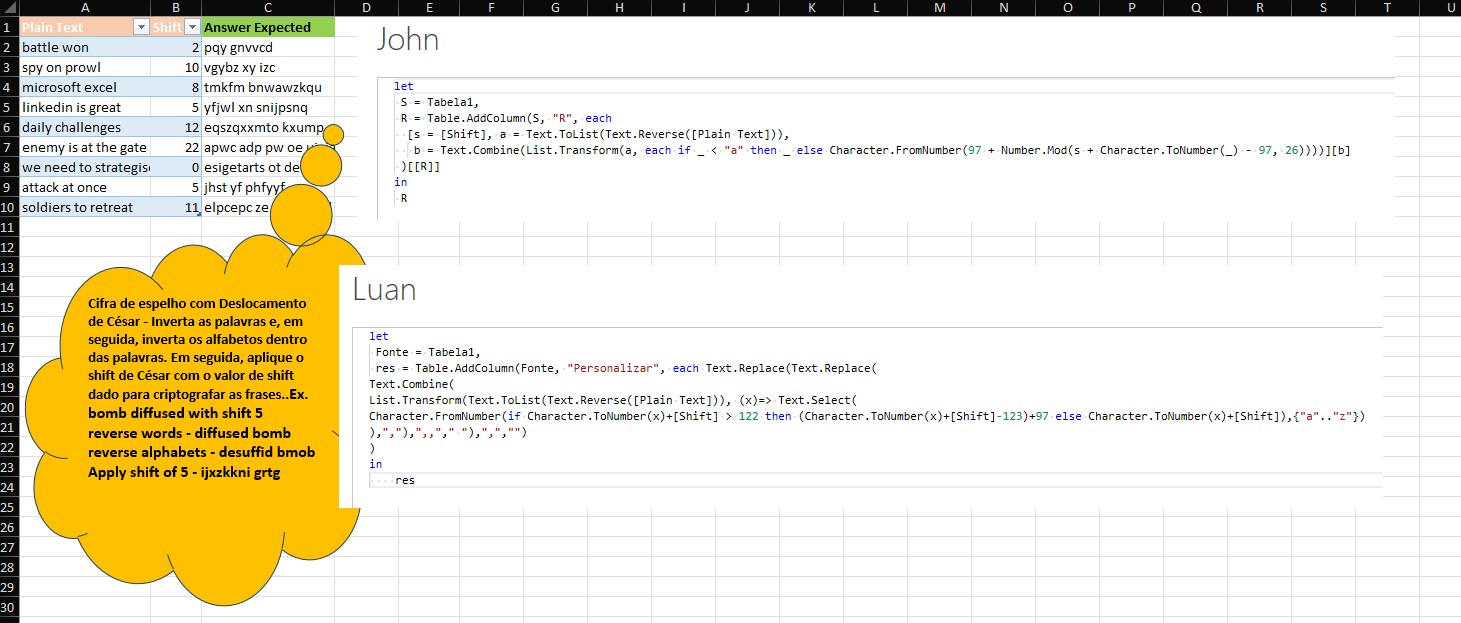 A B C D E F G H I J K L M N O P Q R S T U
1 Plain Text Shift Answer Expected
2 battle won 2 pqy gnvvcd
3 spy on prowl 10 vgybz xy izc
4 microsoft excel 8 tmkfm bnwawzkqu
5 linkedin is great 5 yfjwl xn snijpsnq
6 daily challenges 12 eqszqxxmto kxump
7 enemy is at the gate 22 apwc adp pw oe
8 we need to strategis 0 esigetarts ot de
9 attack at once 5 jhst yf phfyyf
10 soldiers to retreat 11 elpcepc ze
11
12
13
14
15
16
17
18
19
20
21
22
23
24
25
26
27
28
29
30
John
let
S = Tabela1,
R = Table.AddColumn(S, "R", each
[s = [Shift], a = Text.ToList(Text.Reverse([Plain Text])),
b = Text.Combine(List.Transform(a, each if _ < "a" then _ else Character.FromNumber(97 + Number.Mod(s + Character.ToNumber(_) - 97, 26))))][b]
)[[R]]
in
R
Luan
let
Fonte = Tabela1,
res = Table.AddColumn(Fonte, "Personalizar", each Text.Replace(Text.Replace(
Text.Combine(
List.Transform(Text.ToList(Text.Reverse([Plain Text])), (x)=> Text.Select(
Character.FromNumber(if Character.ToNumber(x)+[Shift] > 122 then (Character.ToNumber(x)+[Shift]-123)+97 else Character.ToNumber(x)+[Shift]),{"a".."z"})
),","),",,"," "),",","")
)
in
res
Cifra de espelho com Deslocamento
de César - Inverta as palavras e, em
seguida, inverta os alfabetos dentro
das palavras. Em seguida, aplique o
shift de César com o valor de shift
dado para criptografar as frases..Ex.
bomb diffused with shift 5
reverse words - diffused bomb
reverse alphabets - desuffid bmob
Apply shift of 5 - ijxzkkni grtg